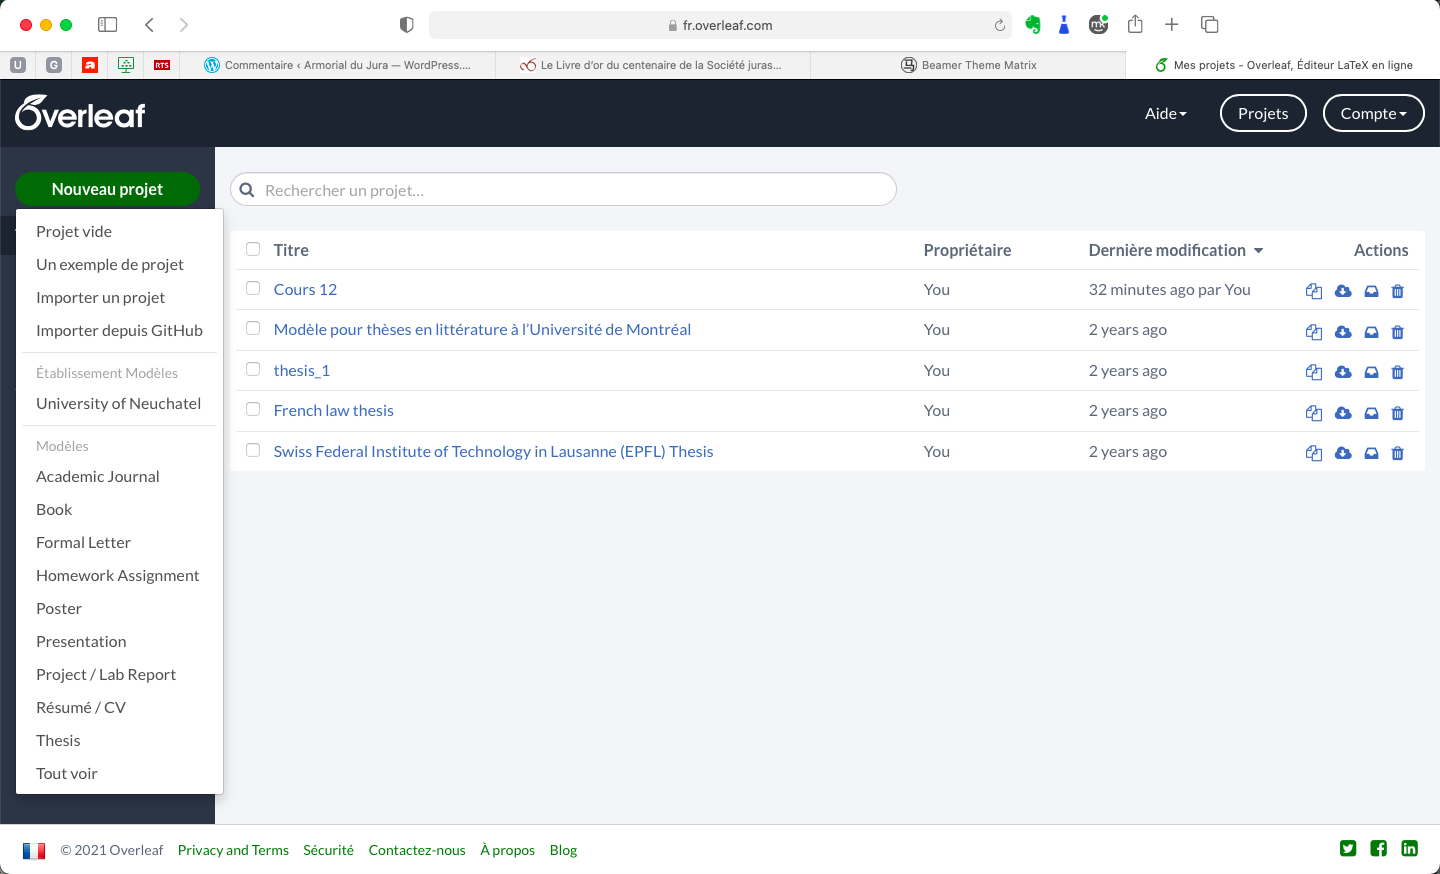 fr.overleaf.com
mk
U
G
RTS
Commentaire ‹ Armorial du Jura — WordPress....
Le Livre d'or du centenaire de la Société juras...
Beamer Theme Matrix
Mes projets - Overleaf, Éditeur LaTeX en ligne
Overleaf
Aide
Projets
Compte
Nouveau projet
Projet vide
Un exemple de projet
Importer un projet
Importer depuis GitHub
Établissement Modèles
University of Neuchatel
Modèles
Academic Journal
Book
Formal Letter
Homework Assignment
Poster
Presentation
Project / Lab Report
Résumé / CV
Thesis
Tout voir
Rechercher un projet…
Titre Propriétaire Dernière modification Actions
Cours 12 You 32 minutes ago par You
Modèle pour thèses en littérature à l'Université de Montréal You 2 years ago
thesis_1 You 2 years ago
French law thesis You 2 years ago
Swiss Federal Institute of Technology in Lausanne (EPFL) Thesis You 2 years ago
© 2021 Overleaf Privacy and Terms Sécurité Contactez-nous À propos Blog